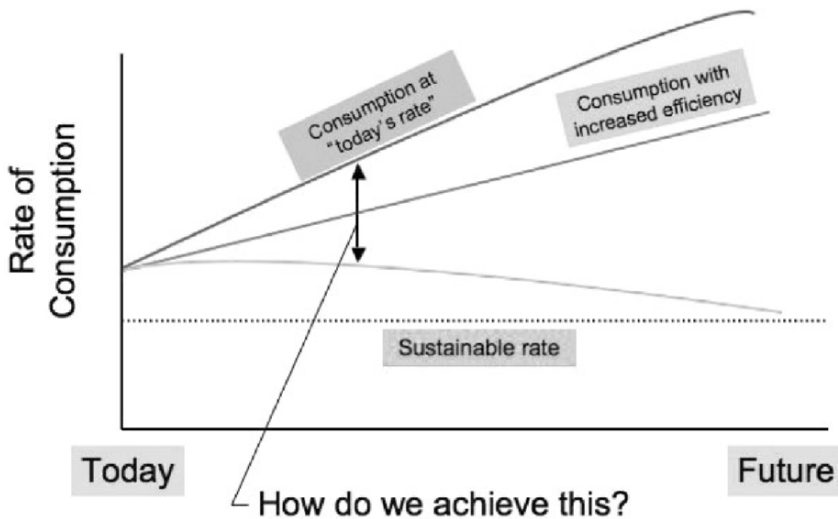 Consumption at
"today's rate"
Consumption with
increased efficiency
Rate of
Consumption
Sustainable rate
Today
Future
How do we achieve this?